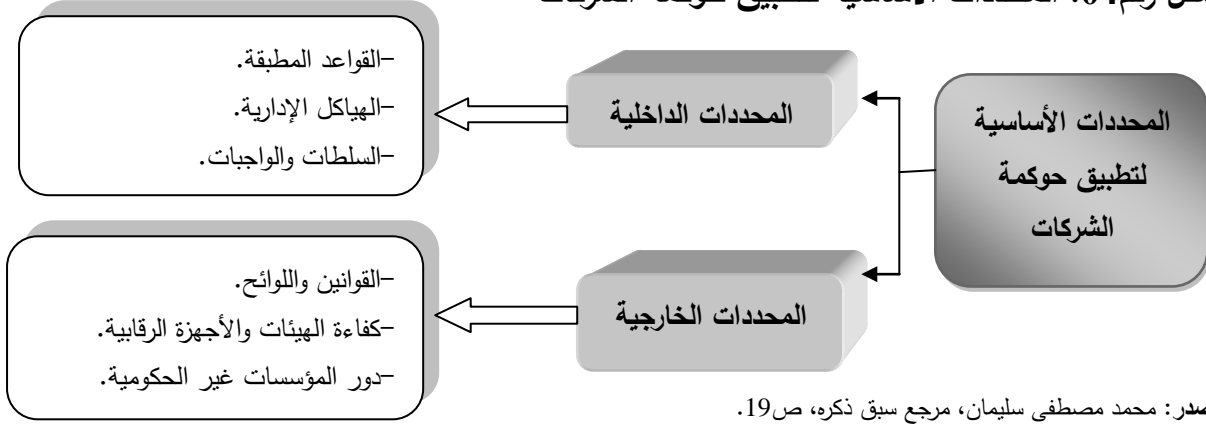 المحددات الأساسية
لتطبيق حوكمة
الشركات
المحددات الداخلية
-القواعد المطبقة.
-الهياكل الإدارية.
-السلطات والواجبات.
المحددات الخارجية
-القوانين واللوائح.
-كفاءة الهيئات والأجهزة الرقابية.
-دور المؤسسات غير الحكومية.
محمد مصطفى سليمان، مرجع سبق ذكره، ص19.